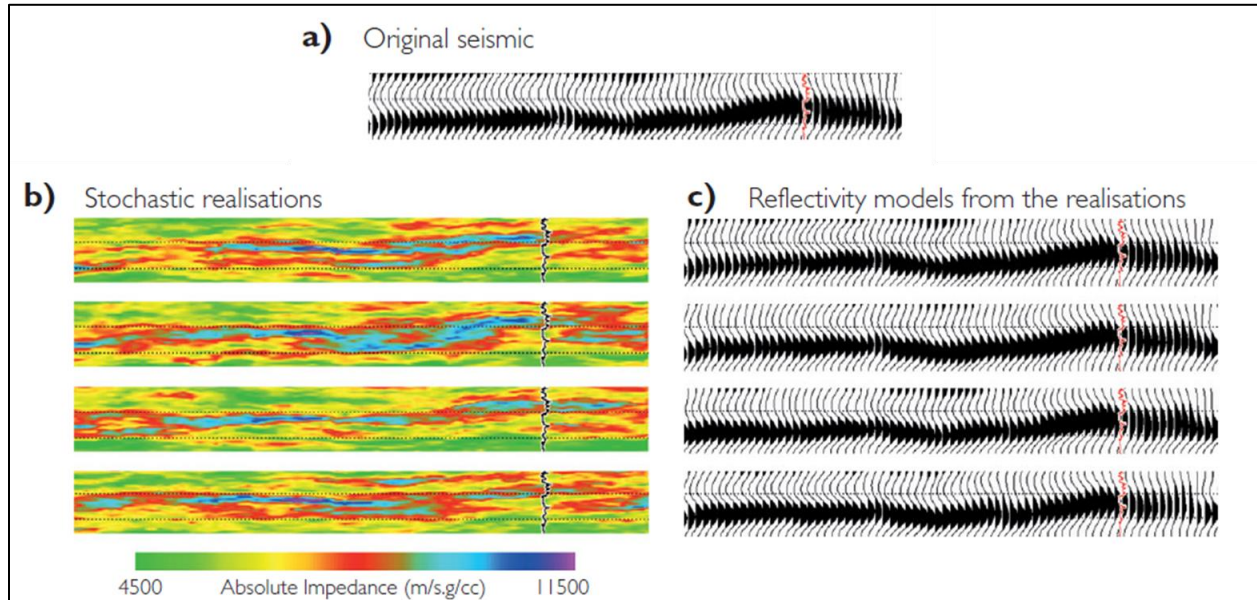 a) Original seismic
b) Stochastic realisations
c) Reflectivity models from the realisations
4500 Absolute Impedance (m/s.g/cc) 11500